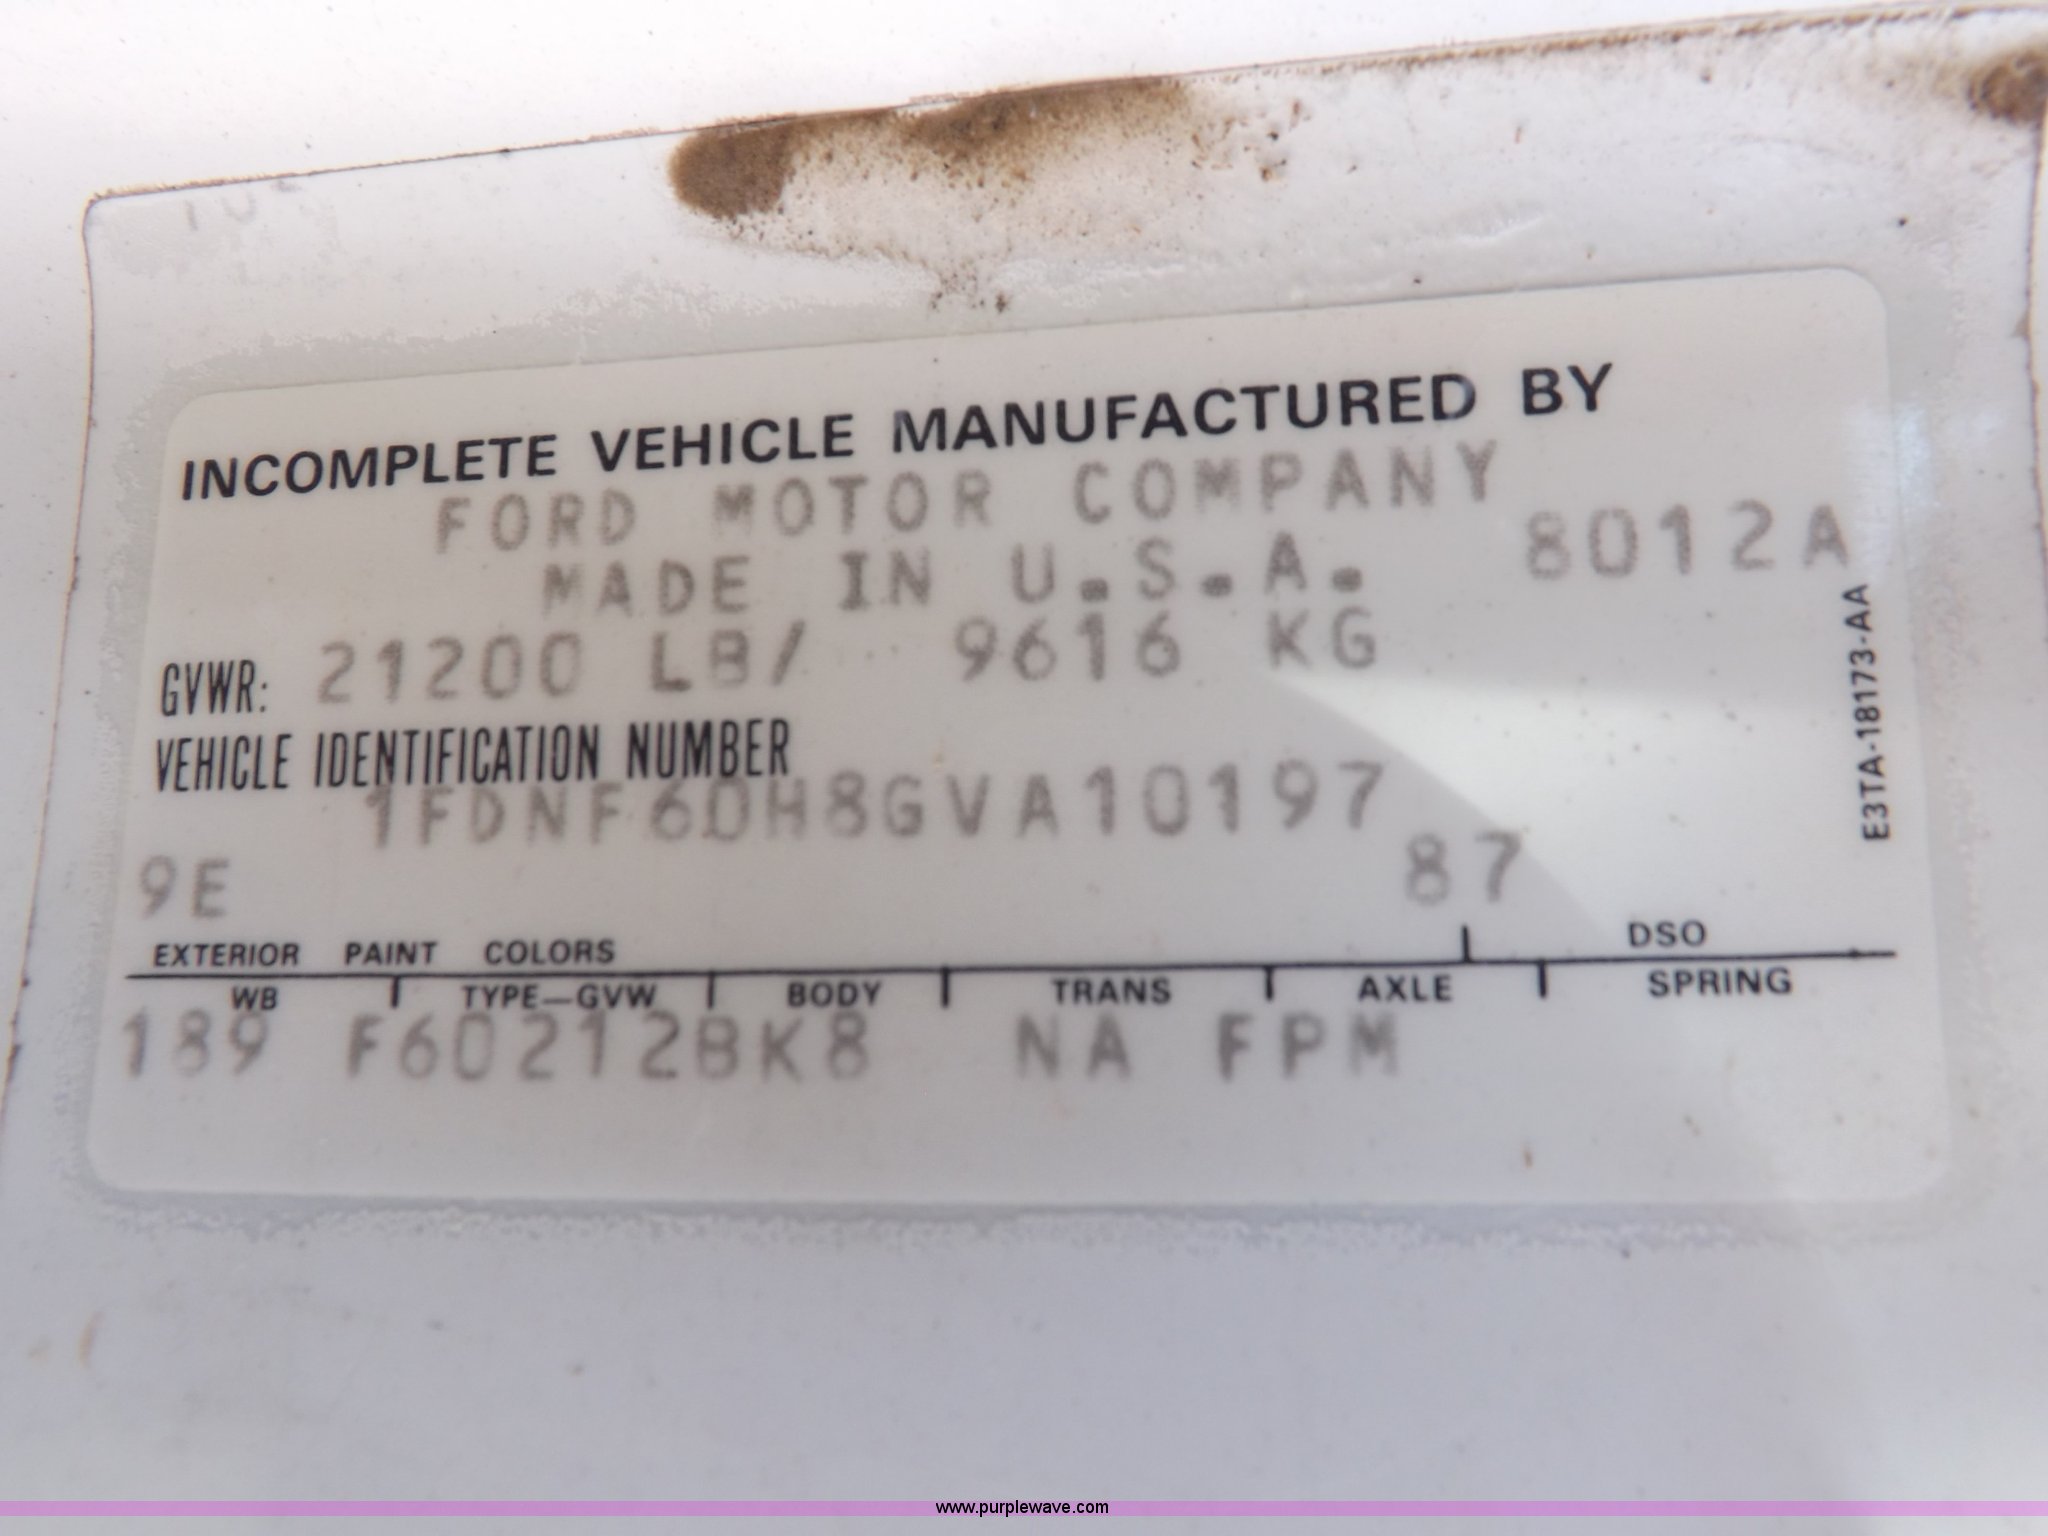 INCOMPLETE VEHICLE MANUFACTURED BY
FORD MOTOR COMPANY
MADE IN U.S.A. 8012A
GVWR: 21200 LB/ 9616 KG
VEHICLE IDENTIFICATION NUMBER
1FDNF60H8GVA10197
9E 87
EXTERIOR PAINT COLORS DSO
WB TYPE—GVW BODY TRANS AXLE SPRING
189 F60212BK8 NA FPM
E3TA-18173-AA
www.purplewave.com